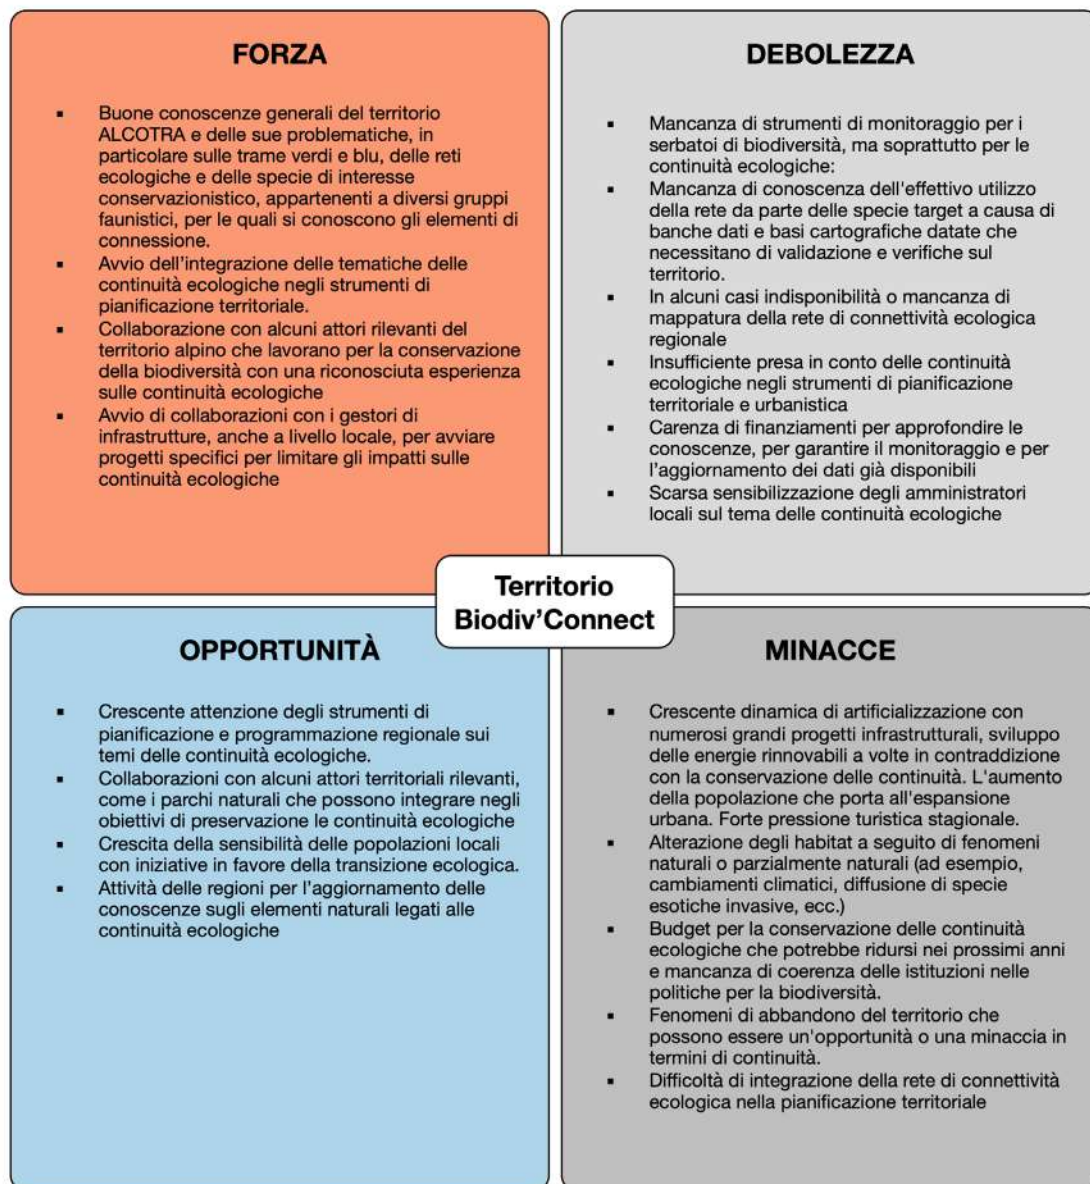 FORZA
▪ Buone conoscenze generali del territorio
ALCOTRA e delle sue problematiche, in
particolare sulle trame verdi e blu, delle reti
ecologiche e delle specie di interesse
conservazionistico, appartenenti a diversi gruppi
faunistici, per le quali si conoscono gli elementi di
connessione.
▪ Avvio dell'integrazione delle tematiche delle
continuità ecologiche negli strumenti di
pianificazione territoriale.
▪ Collaborazione con alcuni attori rilevanti del
territorio alpino che lavorano per la conservazione
della biodiversità con una riconosciuta esperienza
sulle continuità ecologiche
▪ Avvio di collaborazioni con i gestori di
infrastrutture, anche a livello locale, per avviare
progetti specifici per limitare gli impatti sulle
continuità ecologiche
DEBOLEZZA
▪ Mancanza di strumenti di monitoraggio per i
serbatoi di biodiversità, ma soprattutto per le
continuità ecologiche:
▪ Mancanza di conoscenza dell'effettivo utilizzo
della rete da parte delle specie target a causa di
banche dati e basi cartografiche datate che
necessitano di validazione e verifiche sul
territorio.
▪ In alcuni casi indisponibilità o mancanza di
mappatura della rete di connettività ecologica
regionale
▪ Insufficiente presa in conto delle continuità
ecologiche negli strumenti di pianificazione
territoriale e urbanistica
▪ Carenza di finanziamenti per approfondire le
conoscenze, per garantire il monitoraggio e per
l'aggiornamento dei dati già disponibili
▪ Scarsa sensibilizzazione degli amministratori
locali sul tema delle continuità ecologiche
Territorio
Biodiv'Connect
OPPORTUNITÀ
▪ Crescente attenzione degli strumenti di
pianificazione e programmazione regionale sui
temi delle continuità ecologiche.
▪ Collaborazioni con alcuni attori territoriali rilevanti,
come i parchi naturali che possono integrare negli
obiettivi di preservazione le continuità ecologiche
▪ Crescita della sensibilità delle popolazioni locali
con iniziative in favore della transizione ecologica.
▪ Attività delle regioni per l'aggiornamento delle
conoscenze sugli elementi naturali legati alle
continuità ecologiche
MINACCE
▪ Crescente dinamica di artificializzazione con
numerosi grandi progetti infrastrutturali, sviluppo
delle energie rinnovabili a volte in contraddizione
con la conservazione delle continuità. L'aumento
della popolazione che porta all'espansione
urbana. Forte pressione turistica stagionale.
▪ Alterazione degli habitat a seguito di fenomeni
naturali o parzialmente naturali (ad esempio,
cambiamenti climatici, diffusione di specie
esotiche invasive, ecc.)
▪ Budget per la conservazione delle continuità
ecologiche che potrebbe ridursi nei prossimi anni
e mancanza di coerenza delle istituzioni nelle
politiche per la biodiversità.
▪ Fenomeni di abbandono del territorio che
possono essere un'opportunità o una minaccia in
termini di continuità.
▪ Difficoltà di integrazione della rete di connettività
ecologica nella pianificazione territoriale